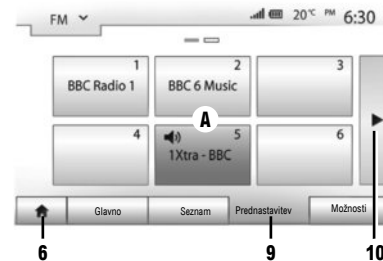 FM 20°C PM 6:30
1 2 3
BBC Radio 1 BBC 6 Music
A
4 5 6
1Xtra - BBC
Glavno Seznam Prednastavitev Možnosti
6 9 10